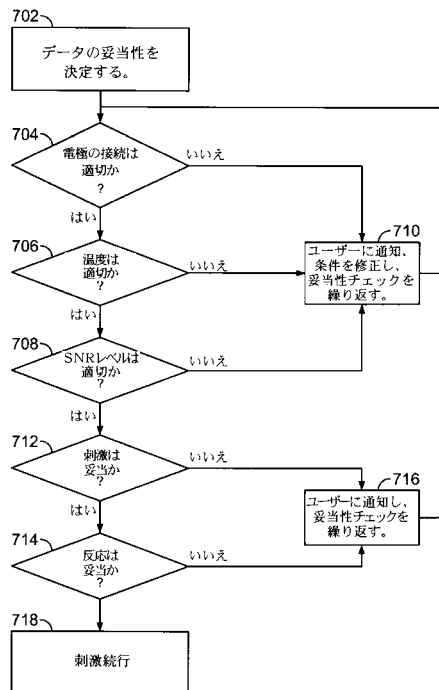 702
データの妥当性を
決定する。
704
電極の接続は
適切か
?
いいえ
はい
706
温度は
適切か
?
いいえ
はい
710
ユーザーに通知、
条件を修正し、
妥当性チェックを
繰り返す。
708
SNRレベルは
適切か
?
いいえ
はい
712
刺激は
妥当か
?
いいえ
はい
716
ユーザーに通知し、
妥当性チェックを
繰り返す。
714
反応は
妥当か
?
いいえ
718
刺激続行